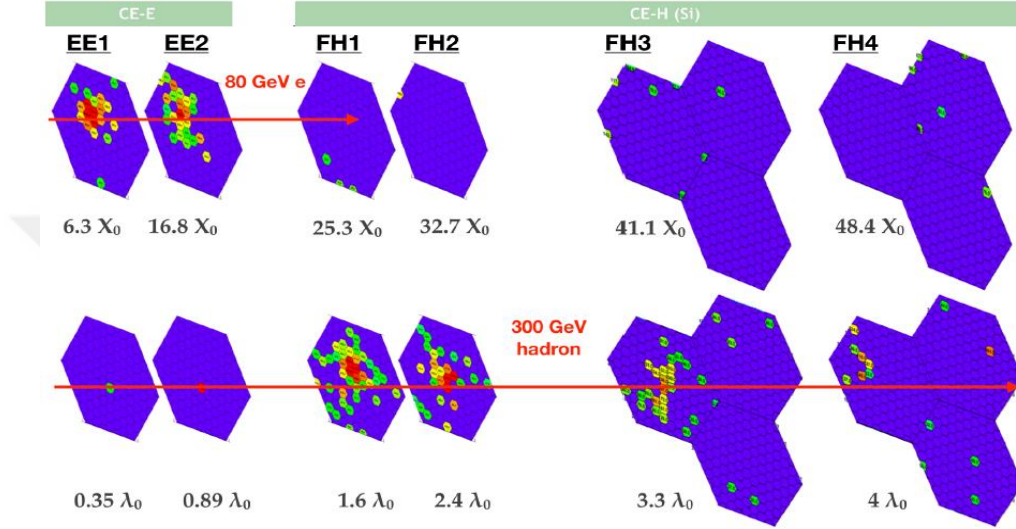 CE-E CE-H (Si)
EE1 EE2 FH1 FH2 FH3 FH4
80 GeV e
6.3 X₀ 16.8 X₀ 25.3 X₀ 32.7 X₀ 41.1 X₀ 48.4 X₀
300 GeV
hadron
0.35 λ₀ 0.89 λ₀ 1.6 λ₀ 2.4 λ₀ 3.3 λ₀ 4 λ₀